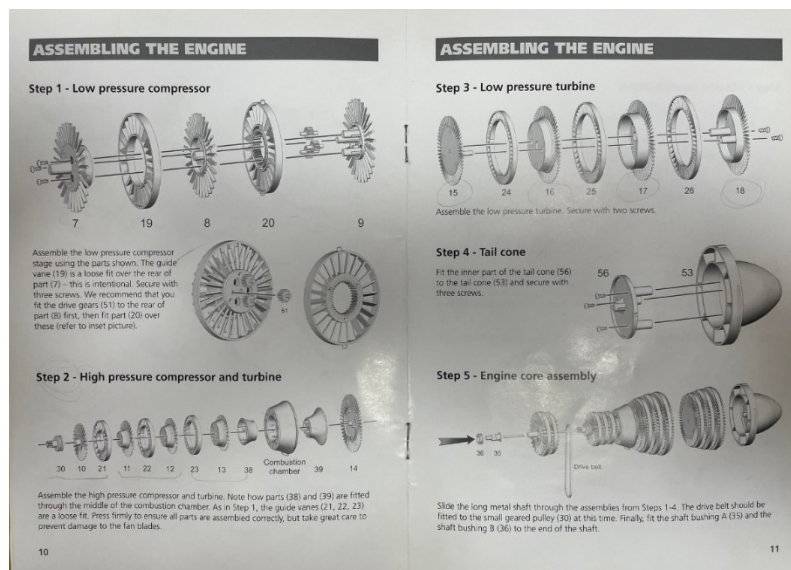 ASSEMBLING THE ENGINE
Step 1 - Low pressure compressor
7 19 8 20 9
Assemble the low pressure compressor
stage using the parts shown. The guide
vane (19) is a loose fit over the rear of
part (7) – this is intentional. Secure with
three screws. We recommend that you
fit the drive gears (51) to the rear of
part (8) first, then fit part (20) over
these (refer to inset picture).
51
Step 2 - High pressure compressor and turbine
30 10 21 11 22 12 23 13 38 Combustion
chamber 39 14
Assemble the high pressure compressor and turbine. Note how parts (38) and (39) are fitted
through the middle of the combustion chamber. As in Step 1, the guide vanes (21, 22, 23)
are a loose fit. Press firmly to ensure all parts are assembled correctly, but take great care to
prevent damage to the fan blades.
10
ASSEMBLING THE ENGINE
Step 3 - Low pressure turbine
15 24 16 25 17 26 18
Assemble the low pressure turbine. Secure with two screws.
Step 4 - Tail cone
Fit the inner part of the tail cone (56)
to the tail cone (53) and secure with
three screws.
56 53
Step 5 - Engine core assembly
36 35
Drive belt
Slide the long metal shaft through the assemblies from Steps 1-4. The drive belt should be
fitted to the small geared pulley (30) at this time. Finally, fit the shaft bushing A (35) and the
shaft bushing B (36) to the end of the shaft.
11